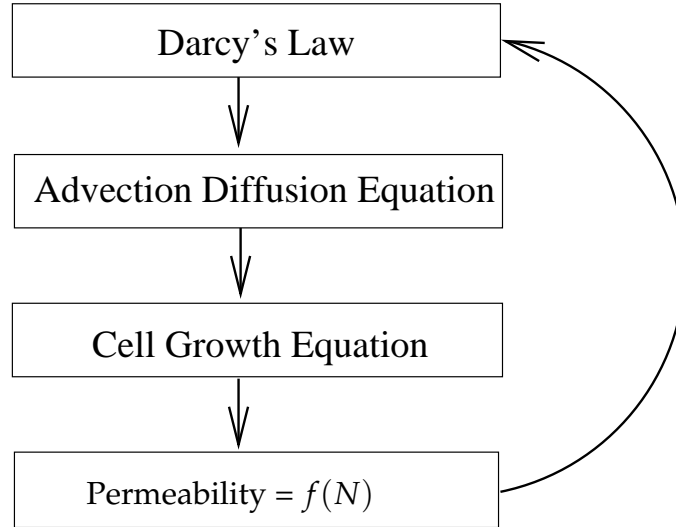 Darcy's Law
Advection Diffusion Equation
Cell Growth Equation
Permeability = f(N)